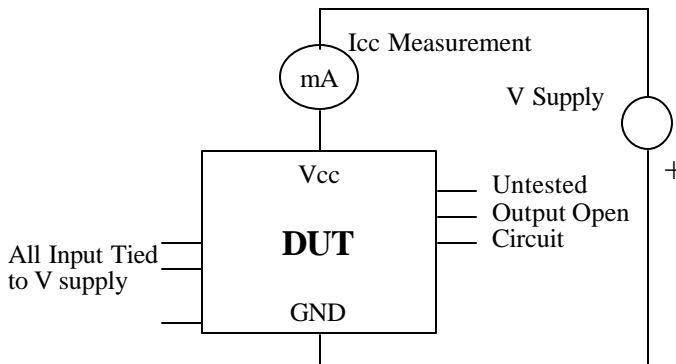 Icc Measurement
mA
V Supply
+
Vcc
Untested
Output Open
Circuit
DUT
All Input Tied
to V supply
GND